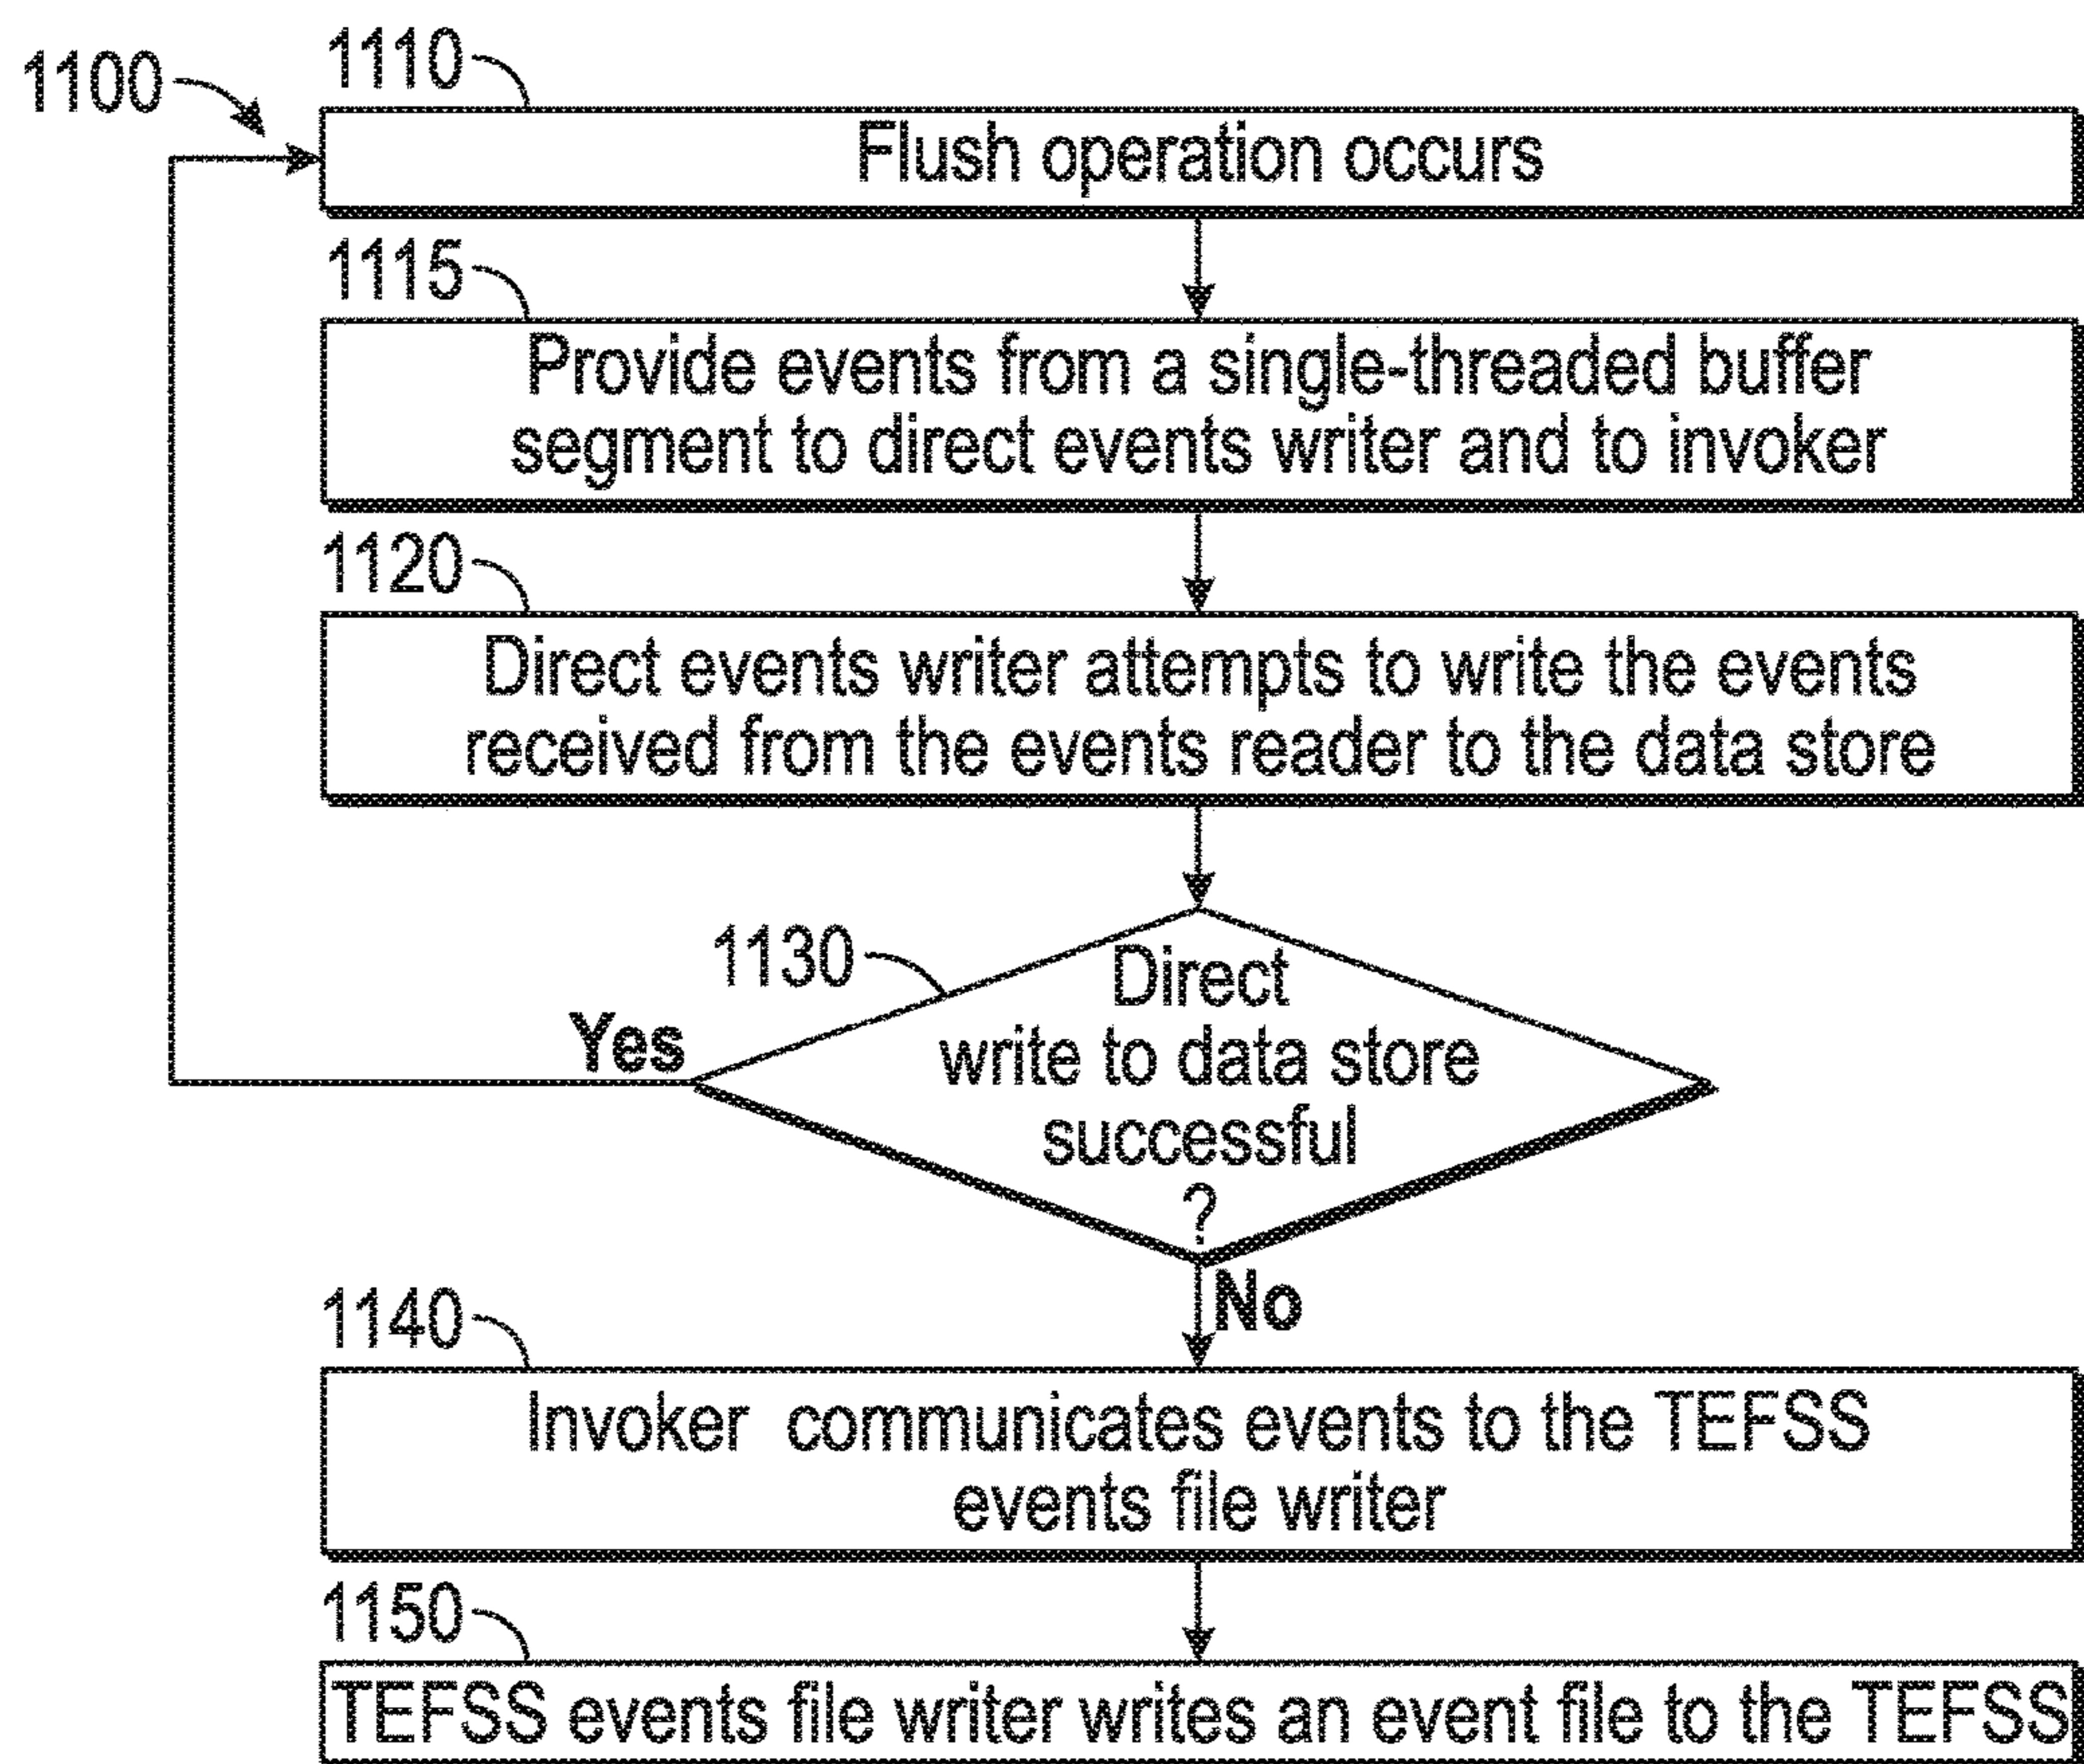 1100
1110
Flush operation occurs
1115
Provide events from a single-threaded buffer
segment to direct events writer and to invoker
1120
Direct events writer attempts to write the events
received from the events reader to the data store
1130
Direct
write to data store
successful
?
Yes
No
1140
Invoker communicates events to the TEFSS
events file writer
1150
TEFSS events file writer writes an event file to the TEFSS